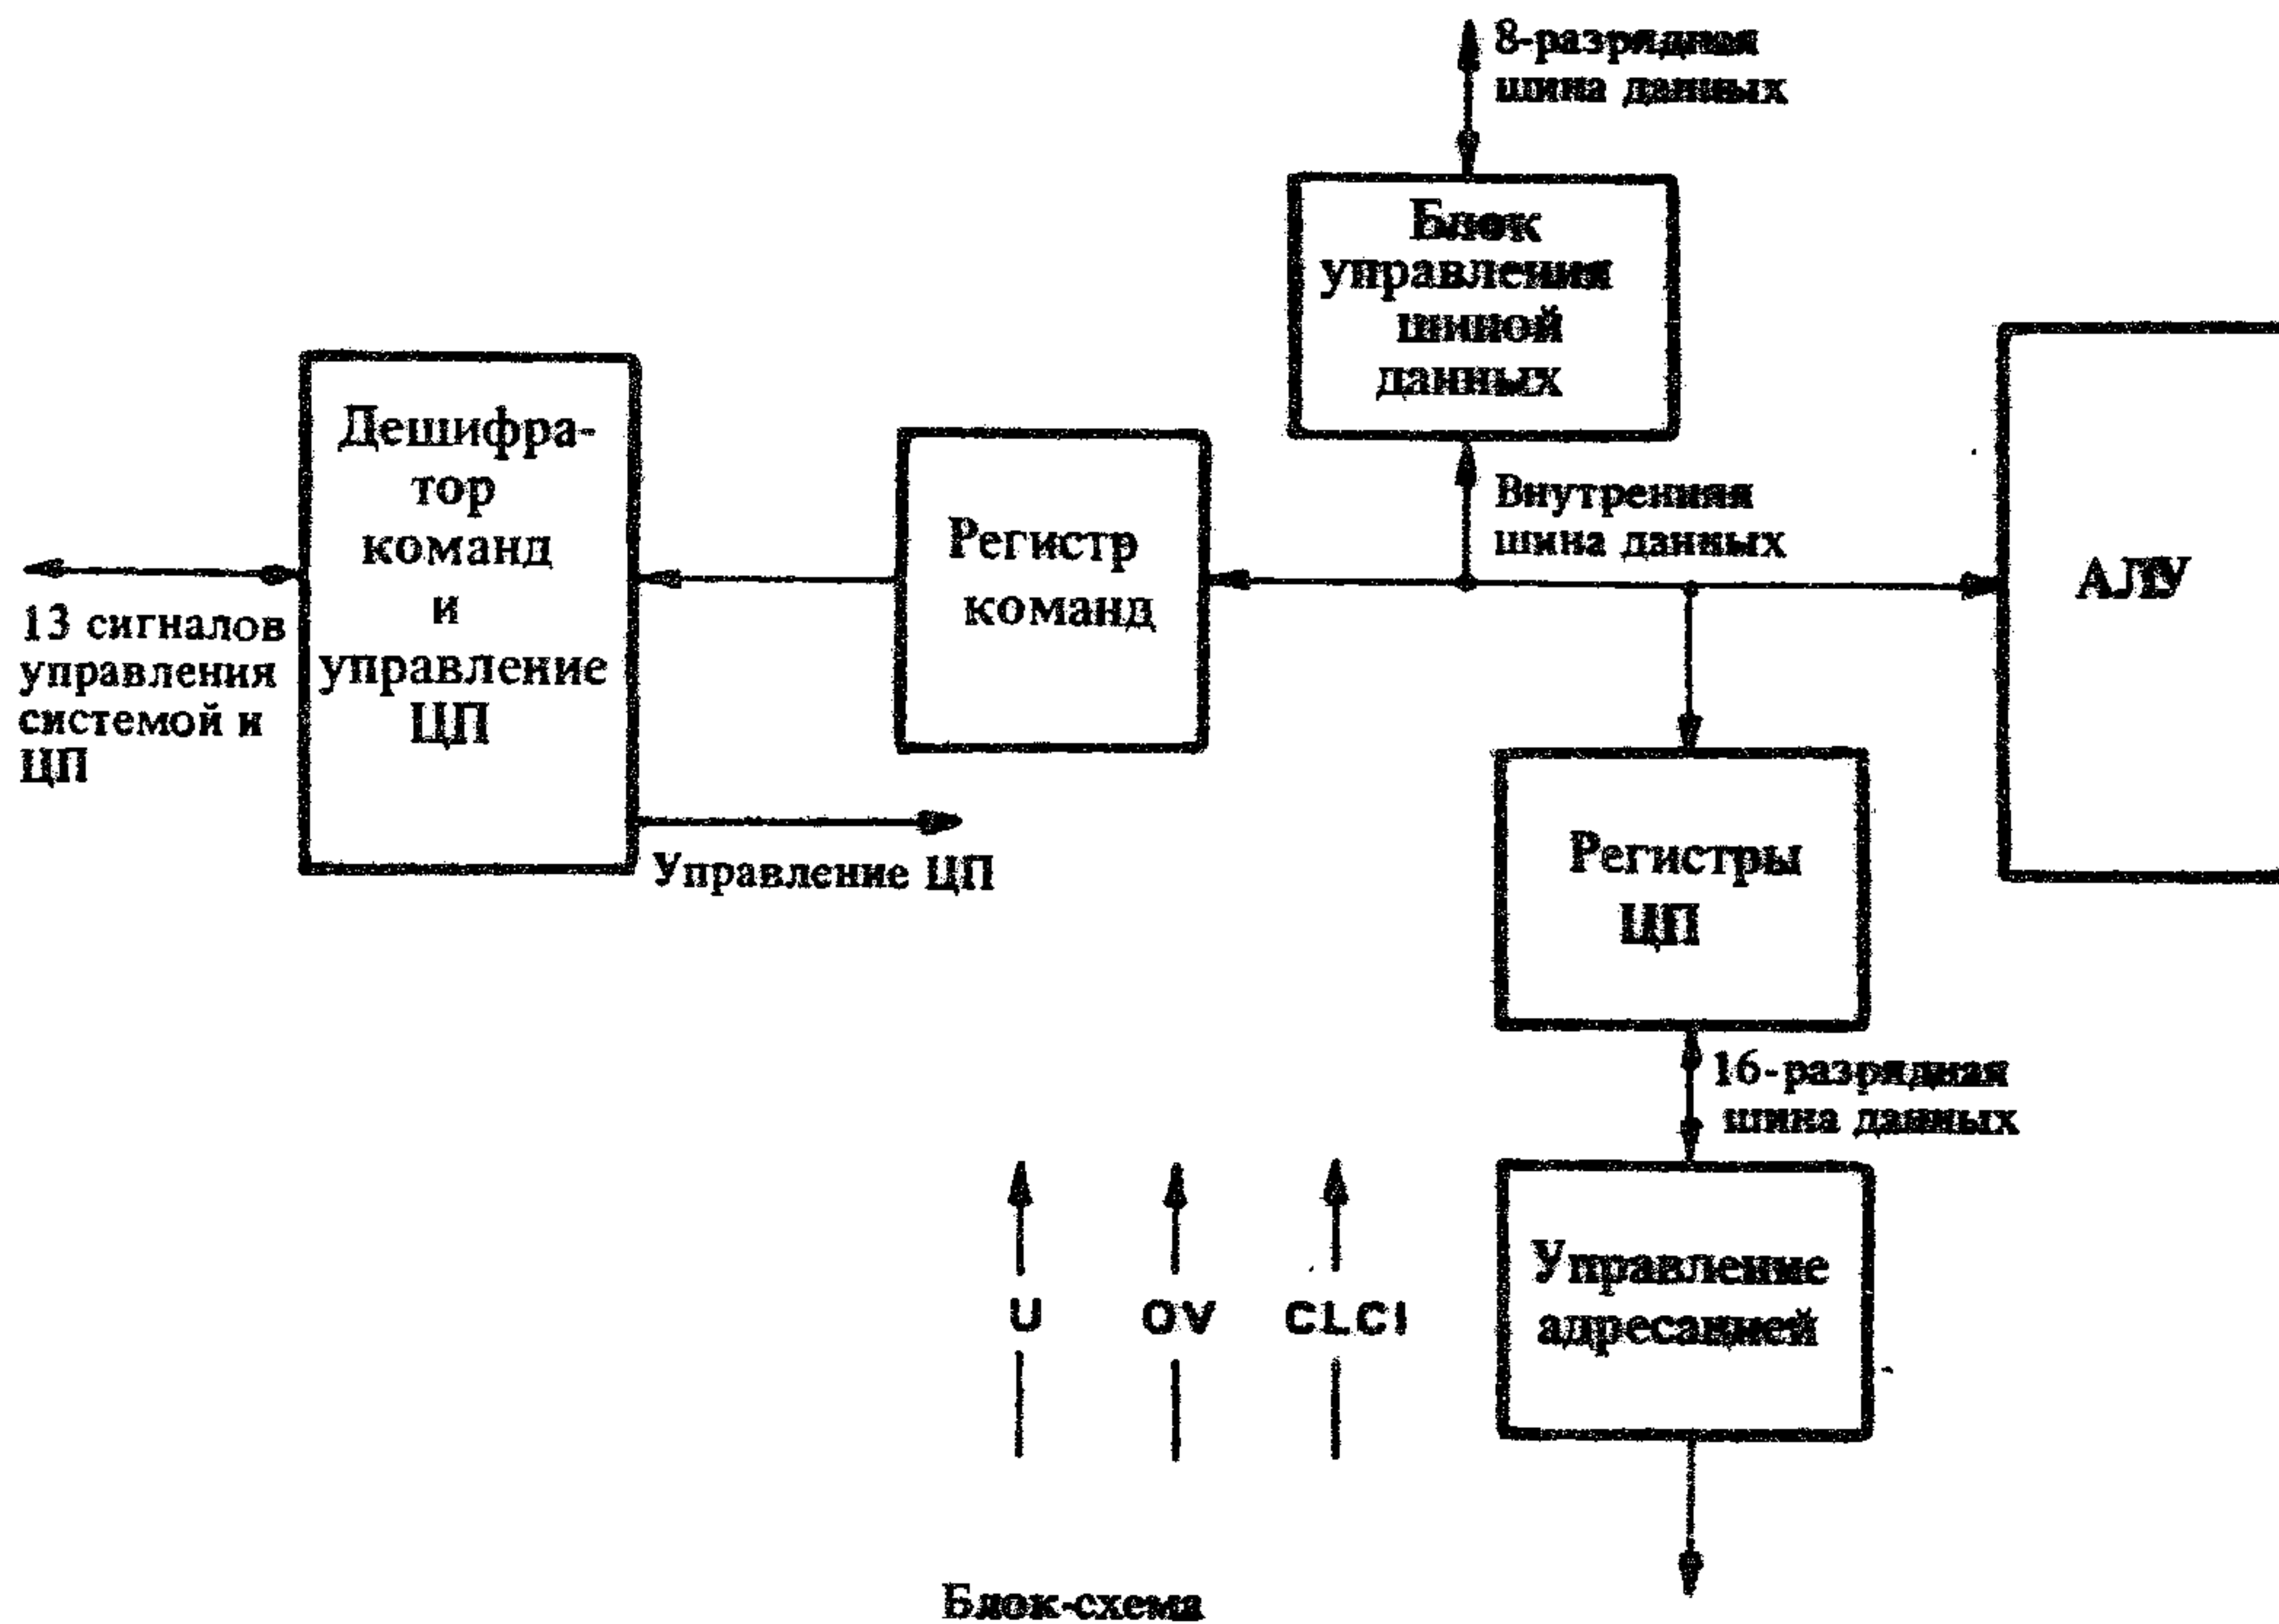 8-разрядная
шина данных
Блок
управления
шиной
данных
Дешифра-
тор
команд
и
управление
ЦП
13 сигналов
управления
системой и
ЦП
Управление ЦП
Регистр
команд
Внутренняя
шина данных
АЛУ
Регистры
ЦП
16-разрядная
шина данных
Управление
адресацией
U OV CLCI
Блок-схема